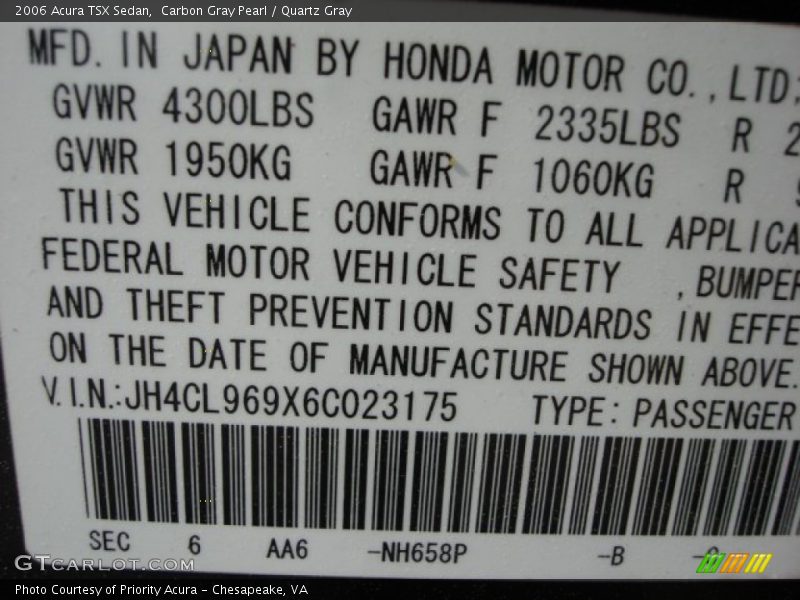 2006 Acura TSX Sedan, Carbon Gray Pearl / Quartz Gray
MFD. IN JAPAN BY HONDA MOTOR CO.,LTD.
GVWR 4300LBS GAWR F 2335LBS R 2
GVWR 1950KG GAWR F 1060KG R
THIS VEHICLE CONFORMS TO ALL APPLICA
FEDERAL MOTOR VEHICLE SAFETY ,BUMPER
AND THEFT PREVENTION STANDARDS IN EFFE
ON THE DATE OF MANUFACTURE SHOWN ABOVE.
V.I.N.:JH4CL969X6C023175 TYPE: PASSENGER
SEC 6 AA6 -NH658P -B
GTCARLOT.COM
Photo Courtesy of Priority Acura - Chesapeake, VA